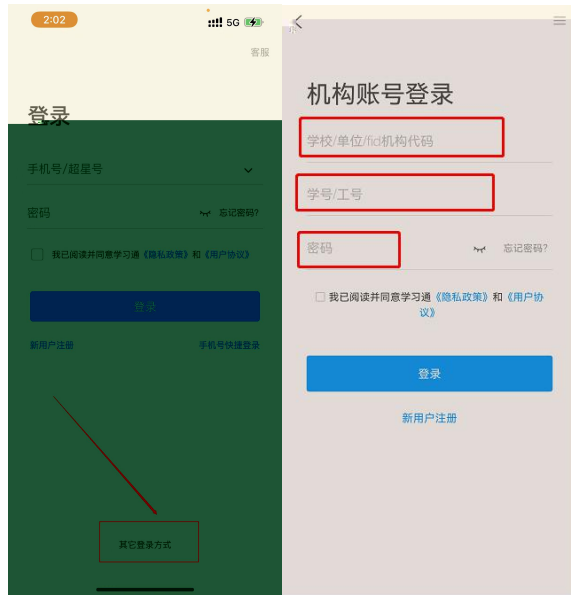 2:02
5G
客服
登录
手机号/超星号
密码
忘记密码?
我已阅读并同意学习通《隐私政策》和《用户协议》
登录
新用户注册
手机号快捷登录
其它登录方式
机构账号登录
学校/单位/fid机构代码
学号/工号
密码
忘记密码?
我已阅读并同意学习通《隐私政策》和《用户协
议》
登录
新用户注册